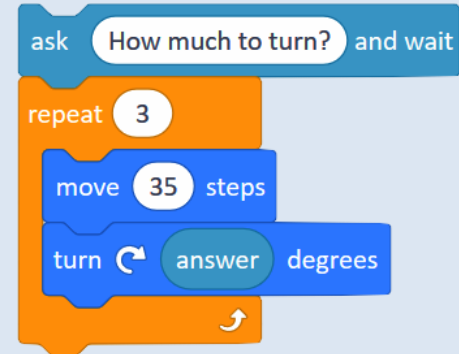 ask How much to turn? and wait
repeat 3
move 35 steps
turn answer degrees